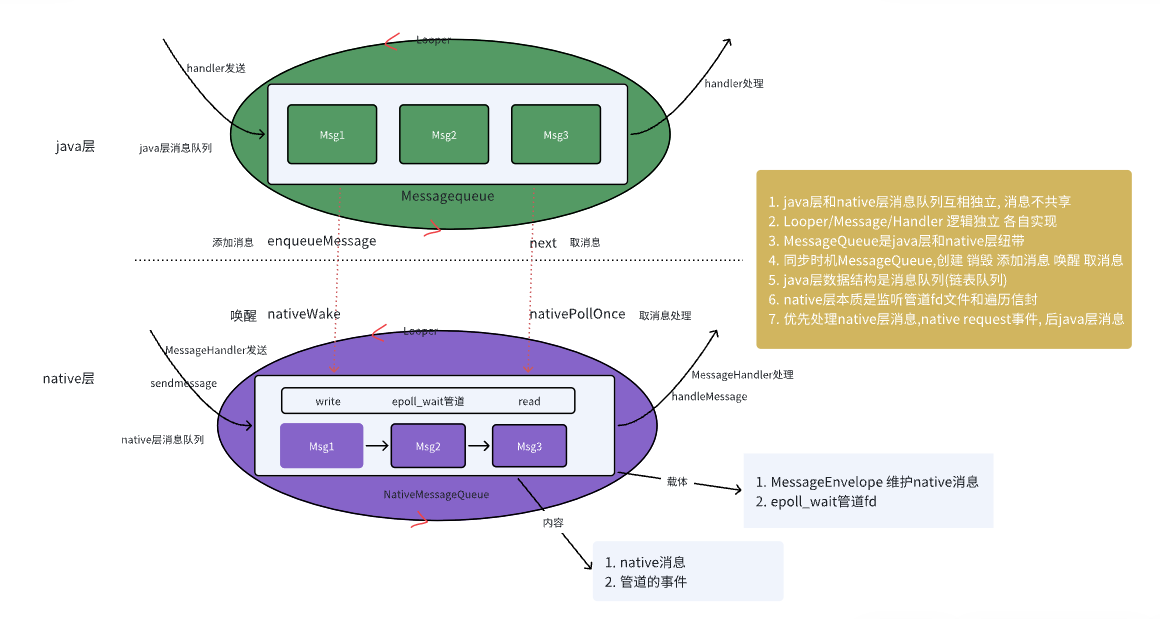 Looper
handler发送
handler处理
Msg1
Msg2
Msg3
java层
java层消息队列
Messagequeue
添加消息
enqueueMessage
next
取消息
1. java层和native层消息队列互相独立, 消息不共享
2. Looper/Message/Handler 逻辑独立 各自实现
3. MessageQueue是java层和native层纽带
4. 同步时机MessageQueue,创建 销毁 添加消息 唤醒 取消息
5. java层数据结构是消息队列(链表队列)
6. native层本质是监听管道fd文件和遍历信封
7. 优先处理native层消息,native request事件, 后java层消息
唤醒
nativeWake
nativePollOnce
取消息处理
Looper
MessageHandler发送
sendmessage
MessageHandler处理
handleMessage
native层
write
epoll_wait管道
read
native层消息队列
Msg1
Msg2
Msg3
NativeMessageQueue
载体
1. MessageEnvelope 维护native消息
2. epoll_wait管道fd
内容
1. native消息
2. 管道的事件